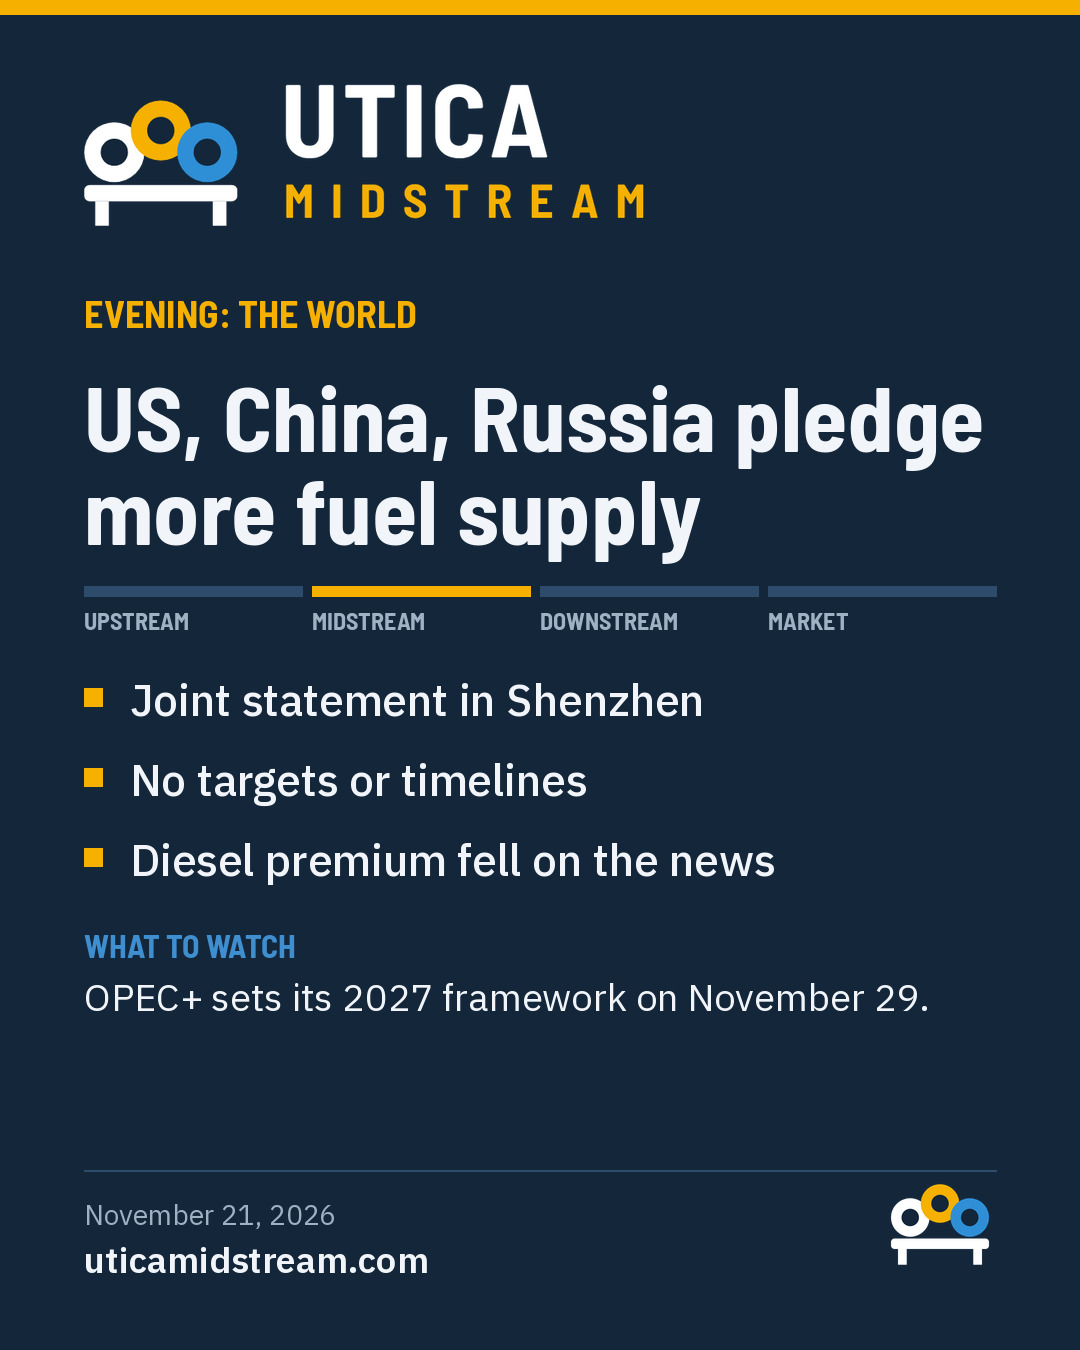 UTICA
MIDSTREAM
EVENING: THE WORLD
US, China, Russia pledge
more fuel supply
UPSTREAM MIDSTREAM DOWNSTREAM MARKET
Joint statement in Shenzhen
No targets or timelines
Diesel premium fell on the news
WHAT TO WATCH
OPEC+ sets its 2027 framework on November 29.
November 21, 2026
uticamidstream.com